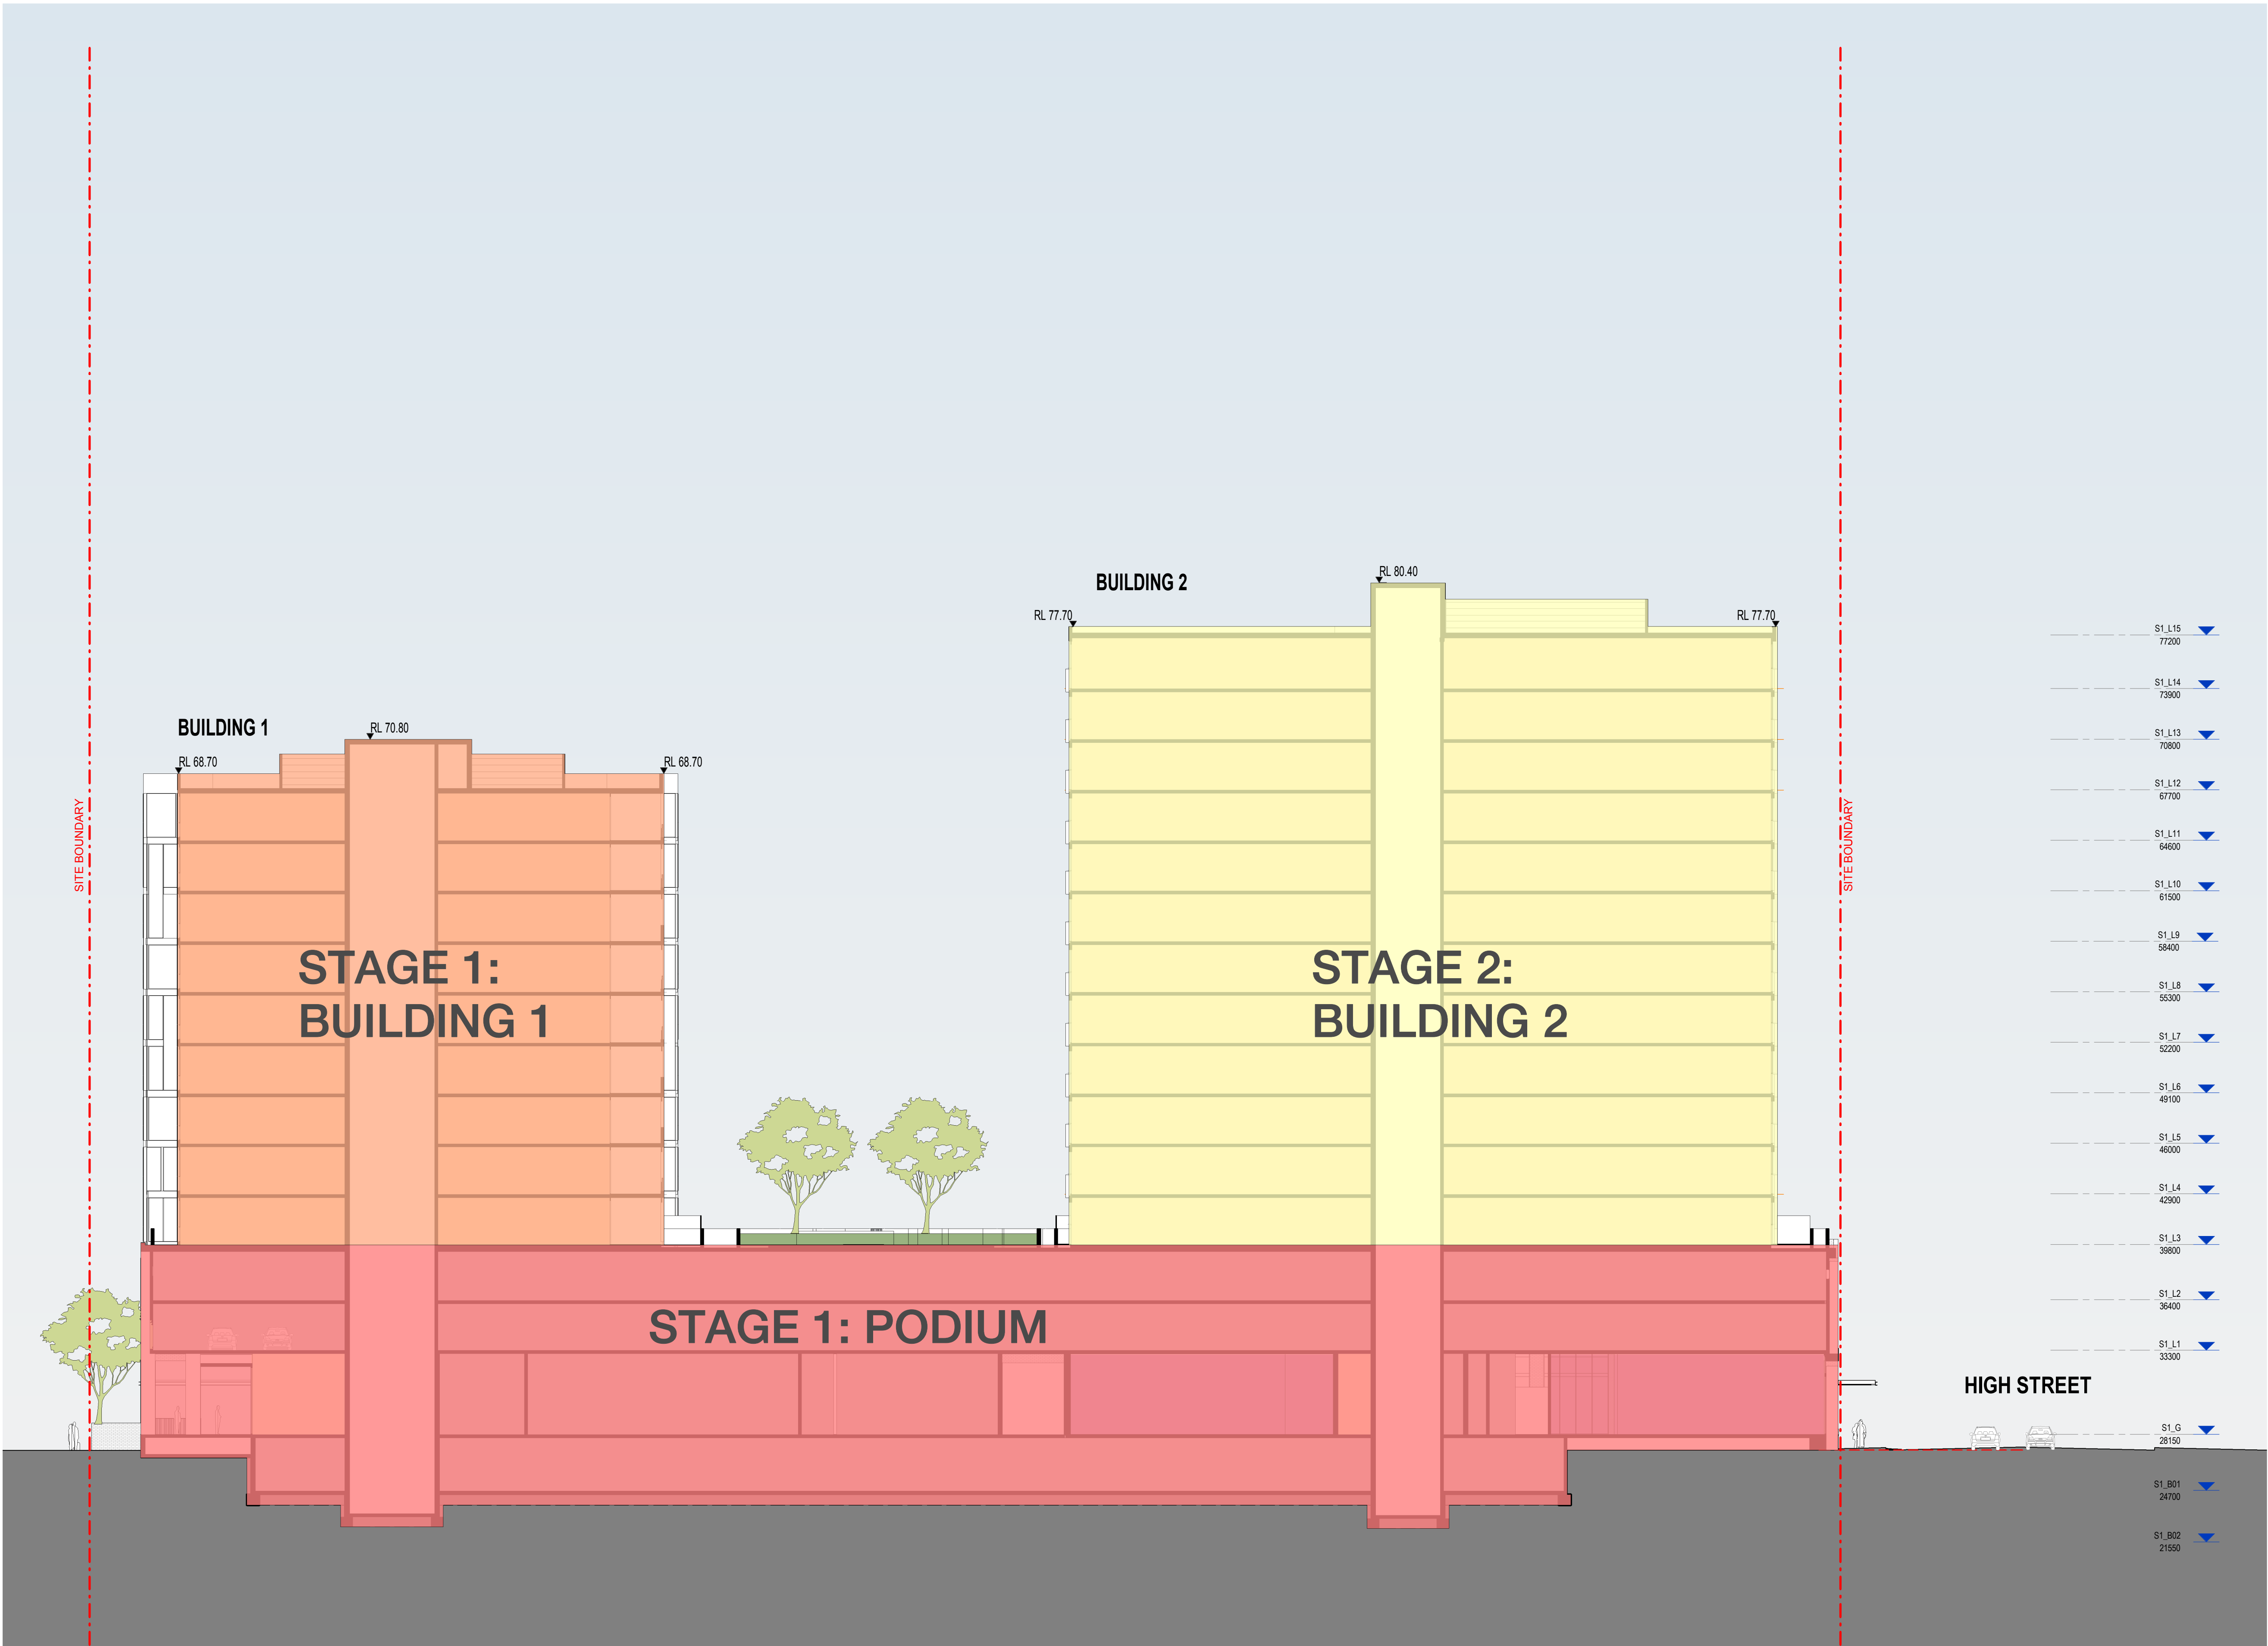 BUILDING 2
RL 80.40
RL 77.70
RL 77.70
BUILDING 1
RL 70.80
RL 68.70
RL 68.70
SITE BOUNDARY
SITE BOUNDARY
STAGE 1:
BUILDING 1
STAGE 2:
BUILDING 2
STAGE 1: PODIUM
HIGH STREET
S1_L15
77200
S1_L14
73900
S1_L13
70800
S1_L12
67700
S1_L11
64600
S1_L10
61500
S1_L9
58400
S1_L8
55300
S1_L7
52200
S1_L6
49100
S1_L5
46000
S1_L4
42900
S1_L3
39800
S1_L2
36400
S1_L1
33300
S1_G
28150
S1_B01
24700
S1_B02
21550